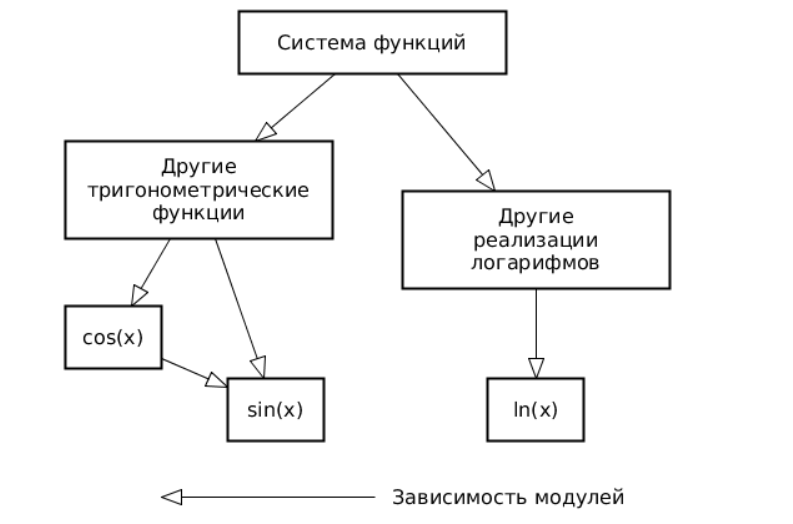 Система функций
Другие
тригонометрические
функции
Другие
реализации
логарифмов
cos(x)
sin(x)
ln(x)
Зависимость модулей